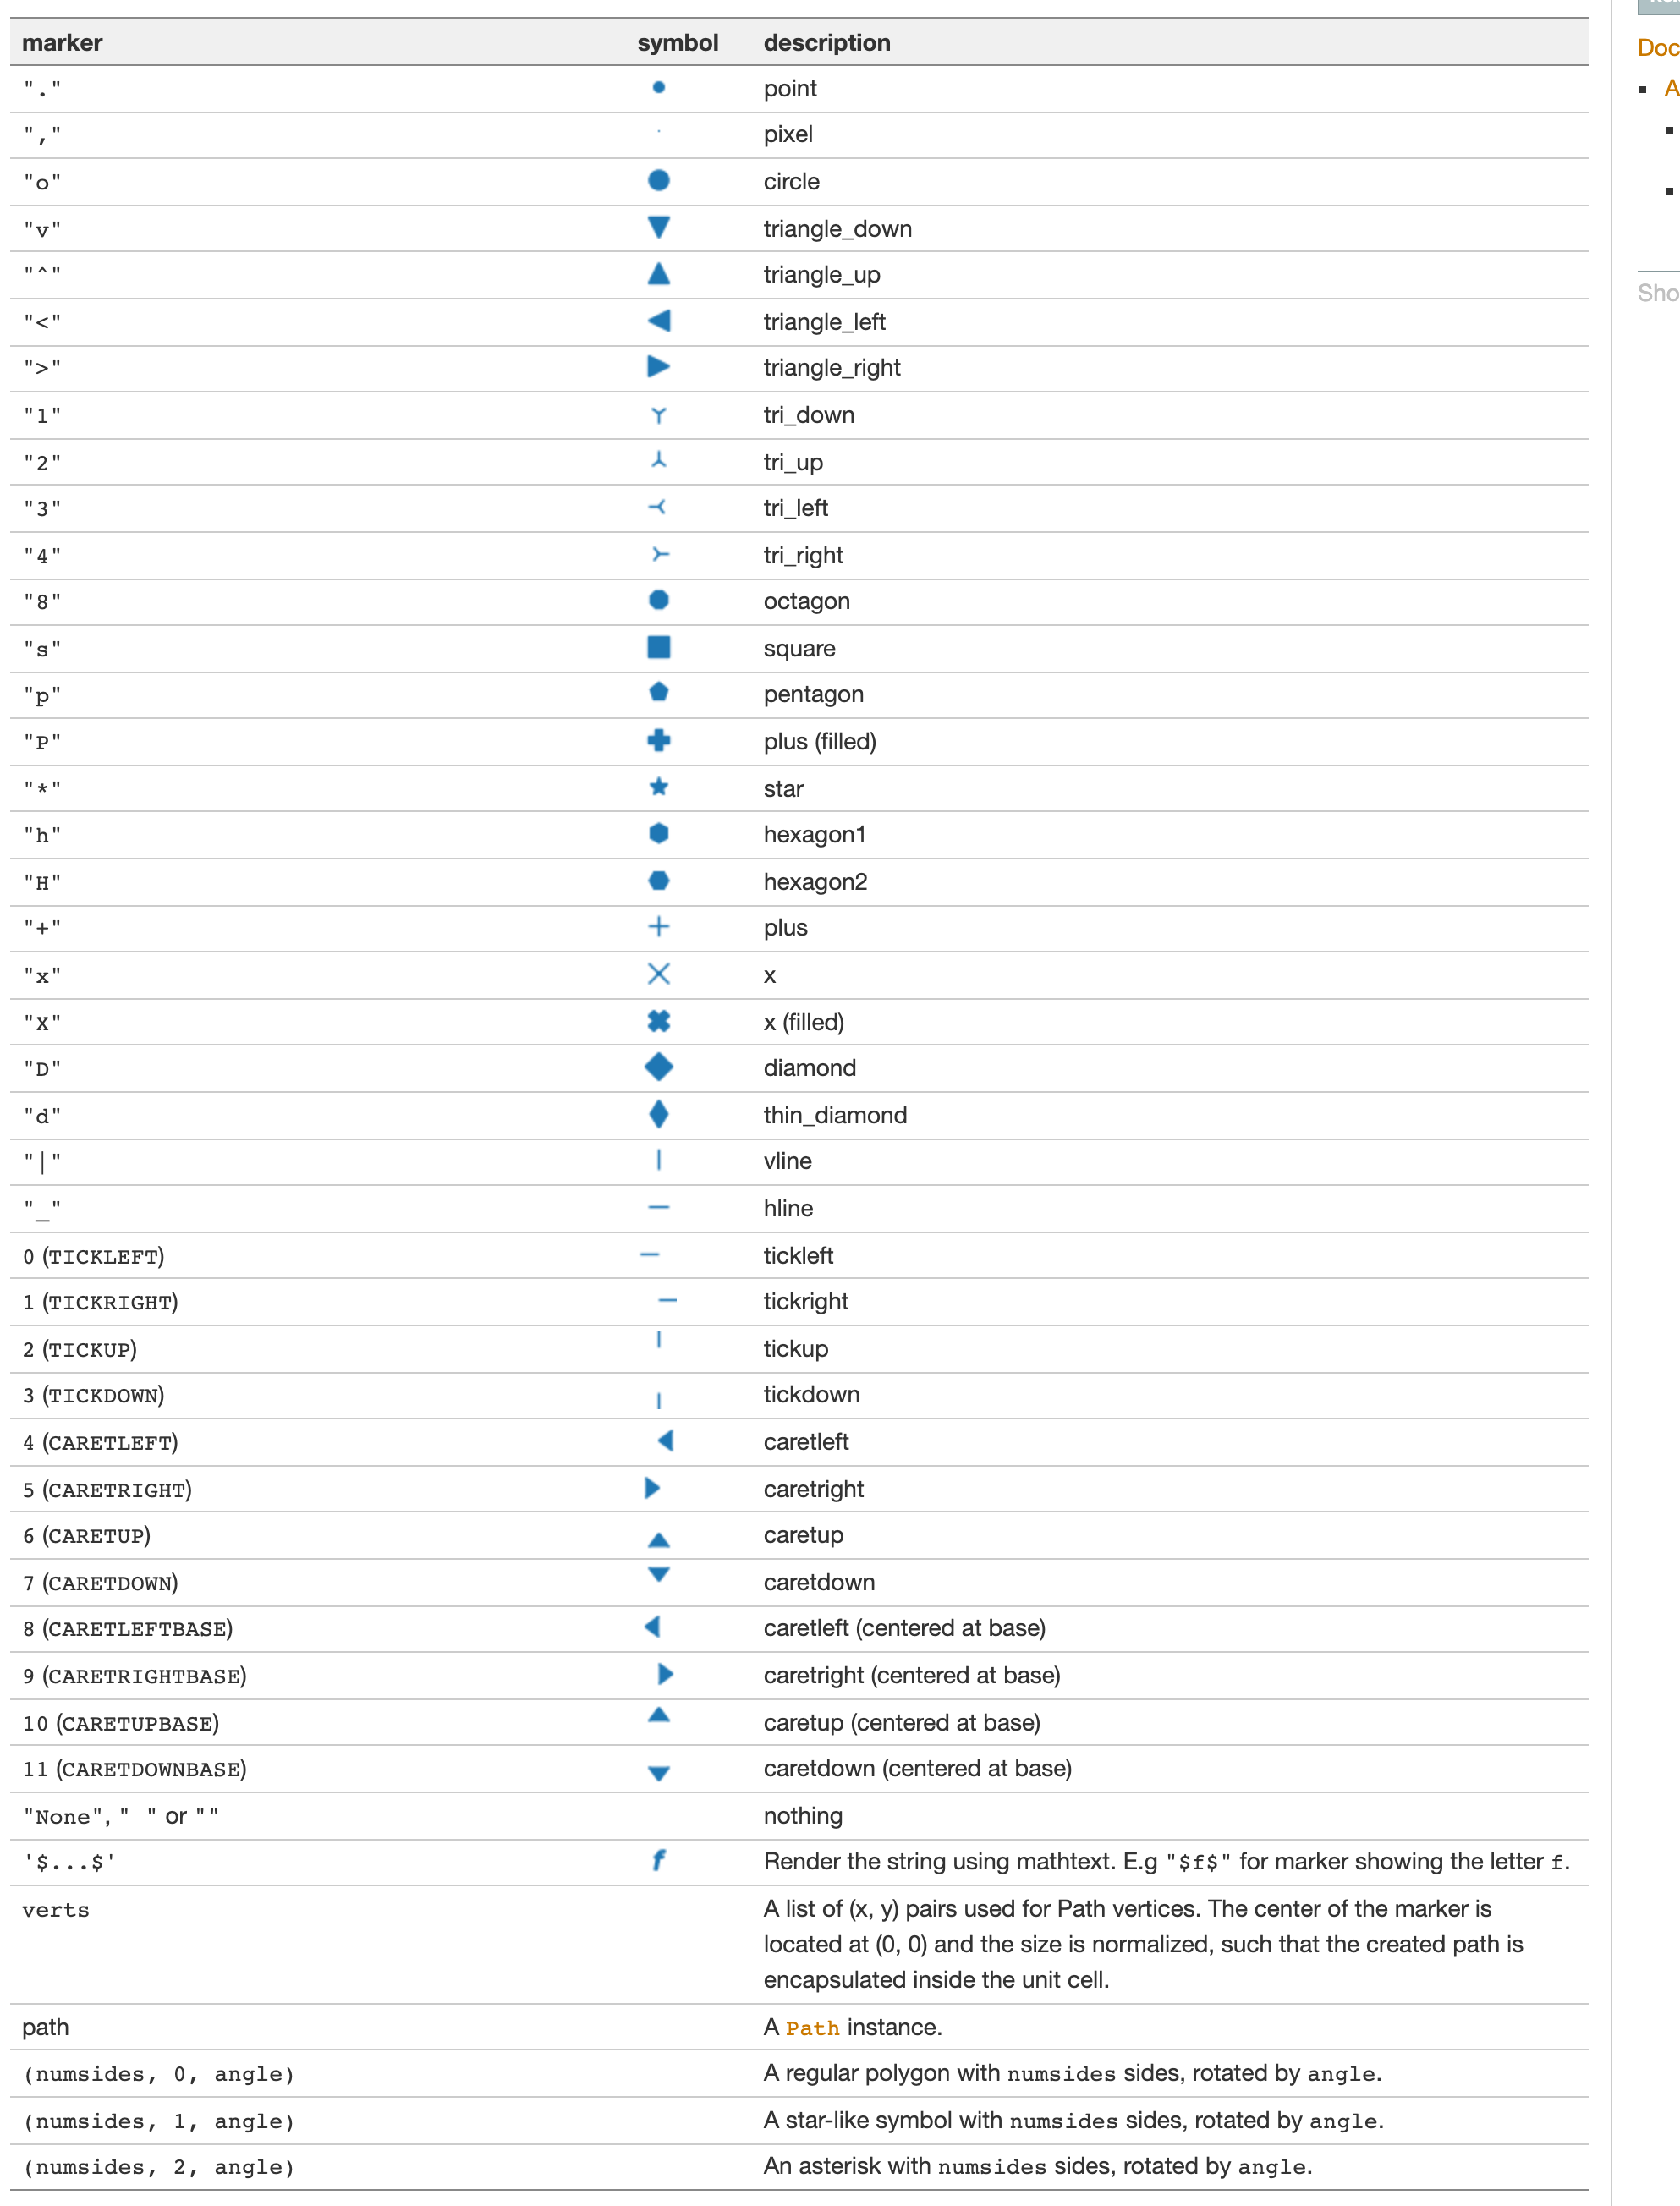 marker symbol description
"." point
"," pixel
"o" circle
"v" triangle_down
"^" triangle_up
"<" triangle_left
">" triangle_right
"1" tri_down
"2" tri_up
"3" tri_left
"4" tri_right
"8" octagon
"s" square
"p" pentagon
"P" plus (filled)
"*" star
"h" hexagon1
"H" hexagon2
"+" plus
"x" x
"X" x (filled)
"D" diamond
"d" thin_diamond
"|" vline
"_" hline
0 (TICKLEFT) tickleft
1 (TICKRIGHT) tickright
2 (TICKUP) tickup
3 (TICKDOWN) tickdown
4 (CARETLEFT) caretleft
5 (CARETRIGHT) caretright
6 (CARETUP) caretup
7 (CARETDOWN) caretdown
8 (CARETLEFTBASE) caretleft (centered at base)
9 (CARETRIGHTBASE) caretright (centered at base)
10 (CARETUPBASE) caretup (centered at base)
11 (CARETDOWNBASE) caretdown (centered at base)
"None", " " or "" nothing
'$...$' f Render the string using mathtext. E.g "$f$" for marker showing the letter f.
verts A list of (x, y) pairs used for Path vertices. The center of the marker is
located at (0, 0) and the size is normalized, such that the created path is
encapsulated inside the unit cell.
path A Path instance.
(numsides, 0, angle) A regular polygon with numsides sides, rotated by angle.
(numsides, 1, angle) A star-like symbol with numsides sides, rotated by angle.
(numsides, 2, angle) An asterisk with numsides sides, rotated by angle.
Doc
A
Sho